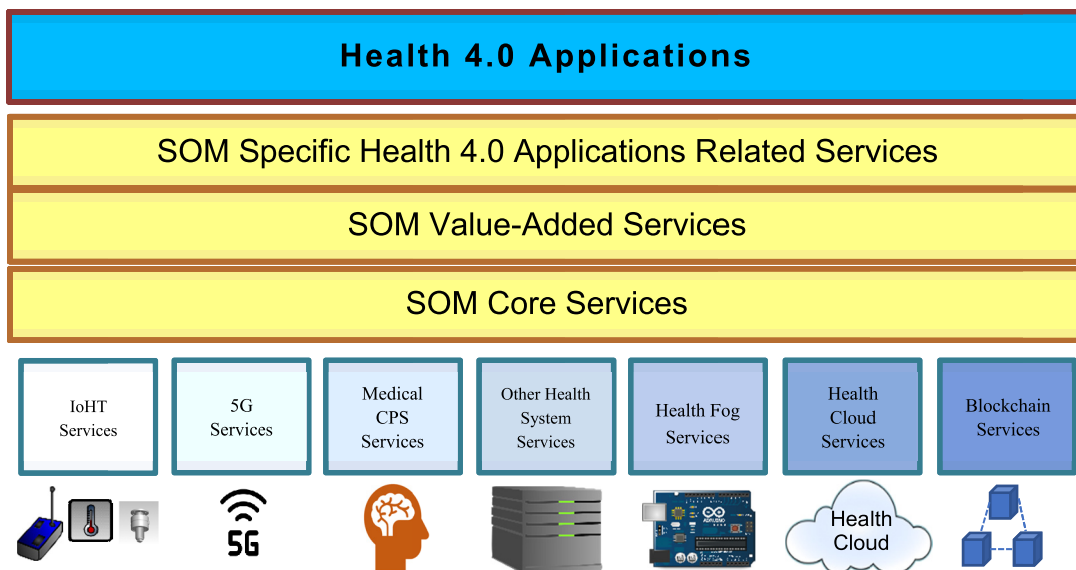 Health 4.0 Applications
SOM Specific Health 4.0 Applications Related Services
SOM Value-Added Services
SOM Core Services
IoHT
Services
5G
Services
Medical
CPS
Services
Other Health
System
Services
Health Fog
Services
Health
Cloud
Services
Blockchain
Services
5G
ARDUINO
Health
Cloud